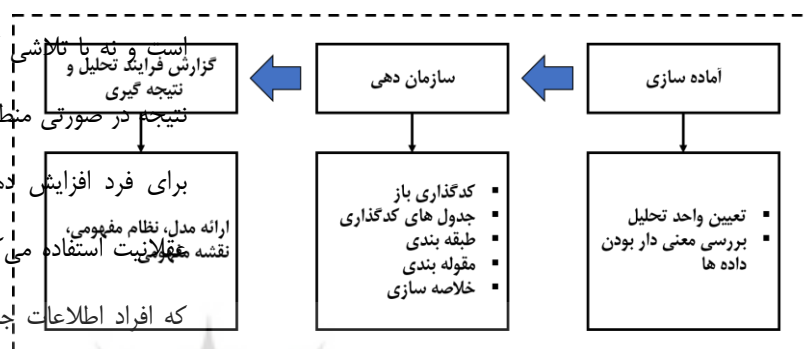 آماده سازی
▪ تعیین واحد تحلیل
▪ بررسی معنی دار بودن
داده ها
سازمان دهی
▪ کدگذاری باز
▪ جدول های کدگذاری
▪ طبقه بندی
▪ مقوله بندی
▪ خلاصه سازی
گزارش فرایند تحلیل و
نتیجه گیری
ارائه مدل، نظام مفهومی،
نقشه مفهومی
است و نه با تلاشی
نتیجه در صورتی
برای فرد افزایش
عقلانیت استفاده می
که افراد اطلاعات